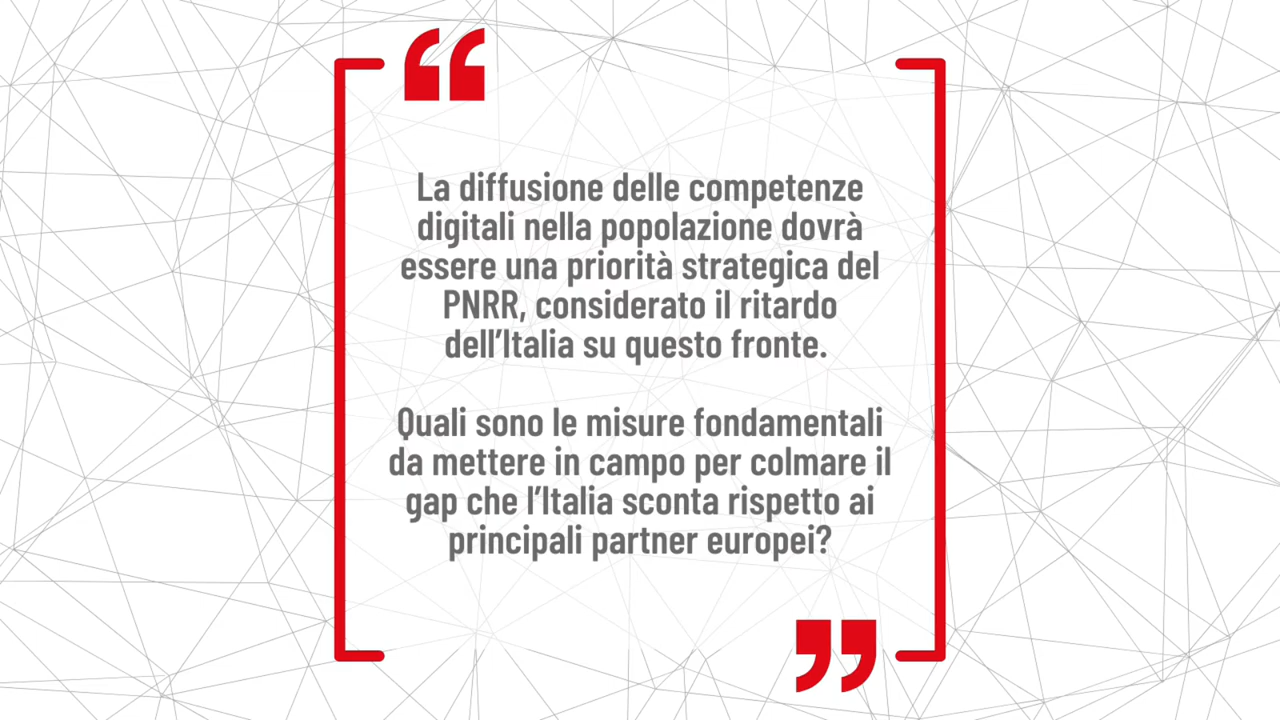 La diffusione delle competenze
digitali nella popolazione dovrà
essere una priorità strategica del
PNRR, considerato il ritardo
dell’Italia su questo fronte.
Quali sono le misure fondamentali
da mettere in campo per colmare il
gap che l’Italia sconta rispetto ai
principali partner europei?